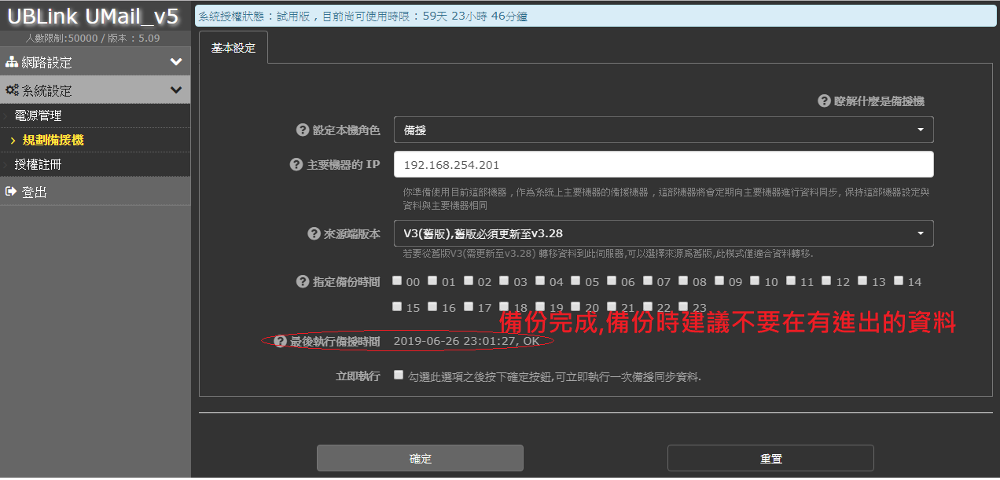 UBLink UMail_v5
人數限制:50000 / 版本：5.09
網路設定
系統設定
電源管理
規劃備援機
授權註冊
登出
系統授權狀態：試用版，目前尚可使用時限：59天 23小時 46分鐘
基本設定
瞭解什麼是備援機
設定本機角色 備援
主要機器的 IP 192.168.254.201
你準備使用目前這部機器，作為系統上主要機器的備援機器，這部機器將會定期向主要機器進行資料同步, 保持這部機器設定與
資料與主要機器相同
來源端版本 V3(舊版),舊版必須更新至v3.28
若要從舊版V3(需更新至v3.28) 轉移資料到此伺服器,可以選擇來源為舊版,此模式僅適合資料轉移.
指定備份時間 00 01 02 03 04 05 06 07 08 09 10 11 12 13 14
15 16 17 18 19 20 21 22 23
備份完成,備份時建議不要在有進出的資料
最後執行備援時間 2019-06-26 23:01:27, OK
立即執行 勾選此選項之後按下確定按鈕,可立即執行一次備援同步資料.
確定 重置